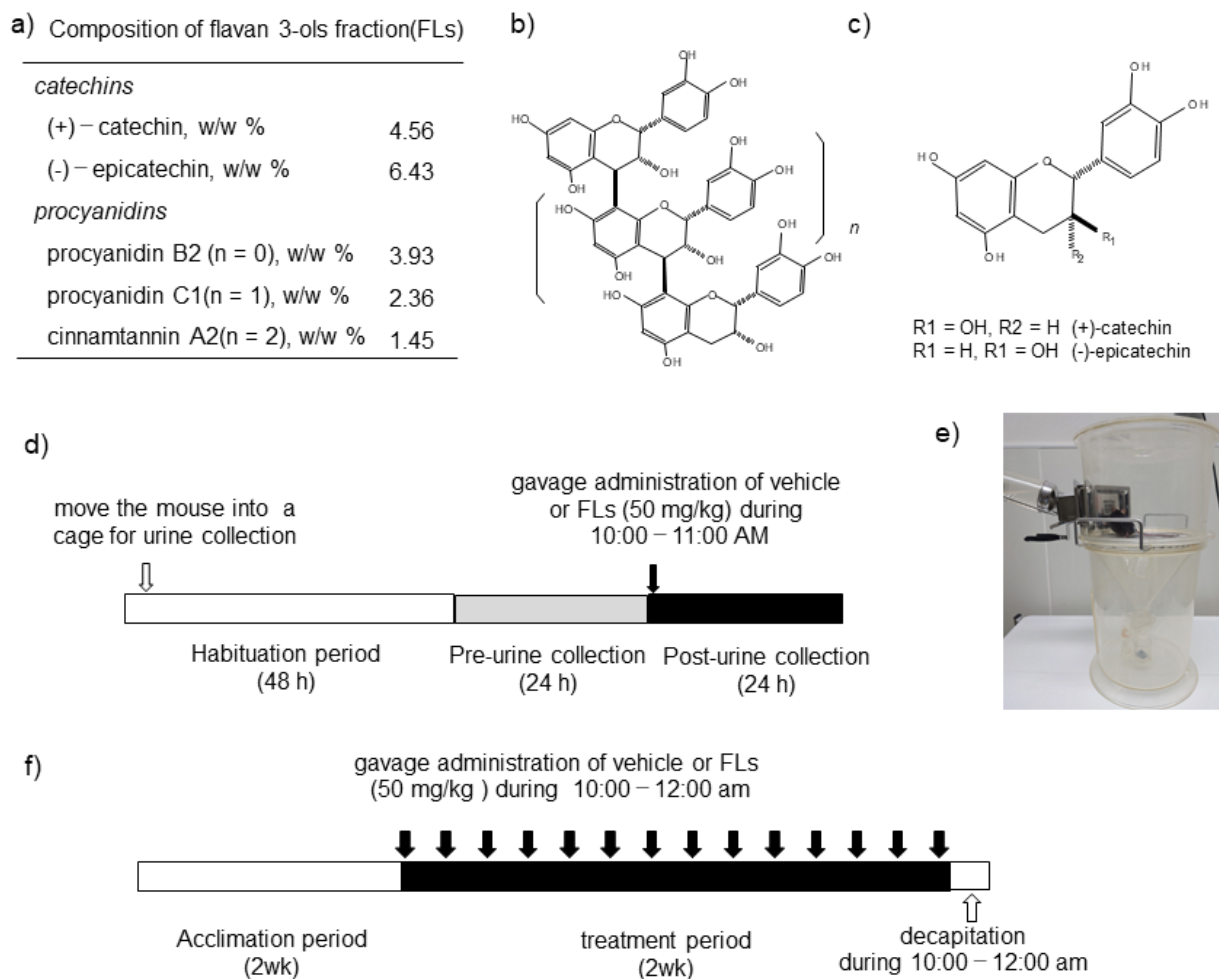 a) Composition of flavan 3-ols fraction(FLs)
catechins
(+)−catechin, w/w % 4.56
(-)−epicatechin, w/w % 6.43
procyanidins
procyanidin B2 (n = 0), w/w % 3.93
procyanidin C1(n = 1), w/w % 2.36
cinnamtannin A2(n = 2), w/w % 1.45
b)
OH
OH
HO
O
OH
OH
OH
OH
HO
O
OH
OH
OH
OH
HO
O
OH
OH
n
c)
OH
OH
HO
O
R1
R2
OH
R1 = OH, R2 = H (+)-catechin
R1 = H, R1 = OH (-)-epicatechin
d)
move the mouse into a
cage for urine collection
gavage administration of vehicle
or FLs (50 mg/kg) during
10:00 – 11:00 AM
Habituation period
(48 h)
Pre-urine collection
(24 h)
Post-urine collection
(24 h)
e)
f)
gavage administration of vehicle or FLs
(50 mg/kg ) during 10:00 – 12:00 am
Acclimation period
(2wk)
treatment period
(2wk)
decapitation
during 10:00 – 12:00 am